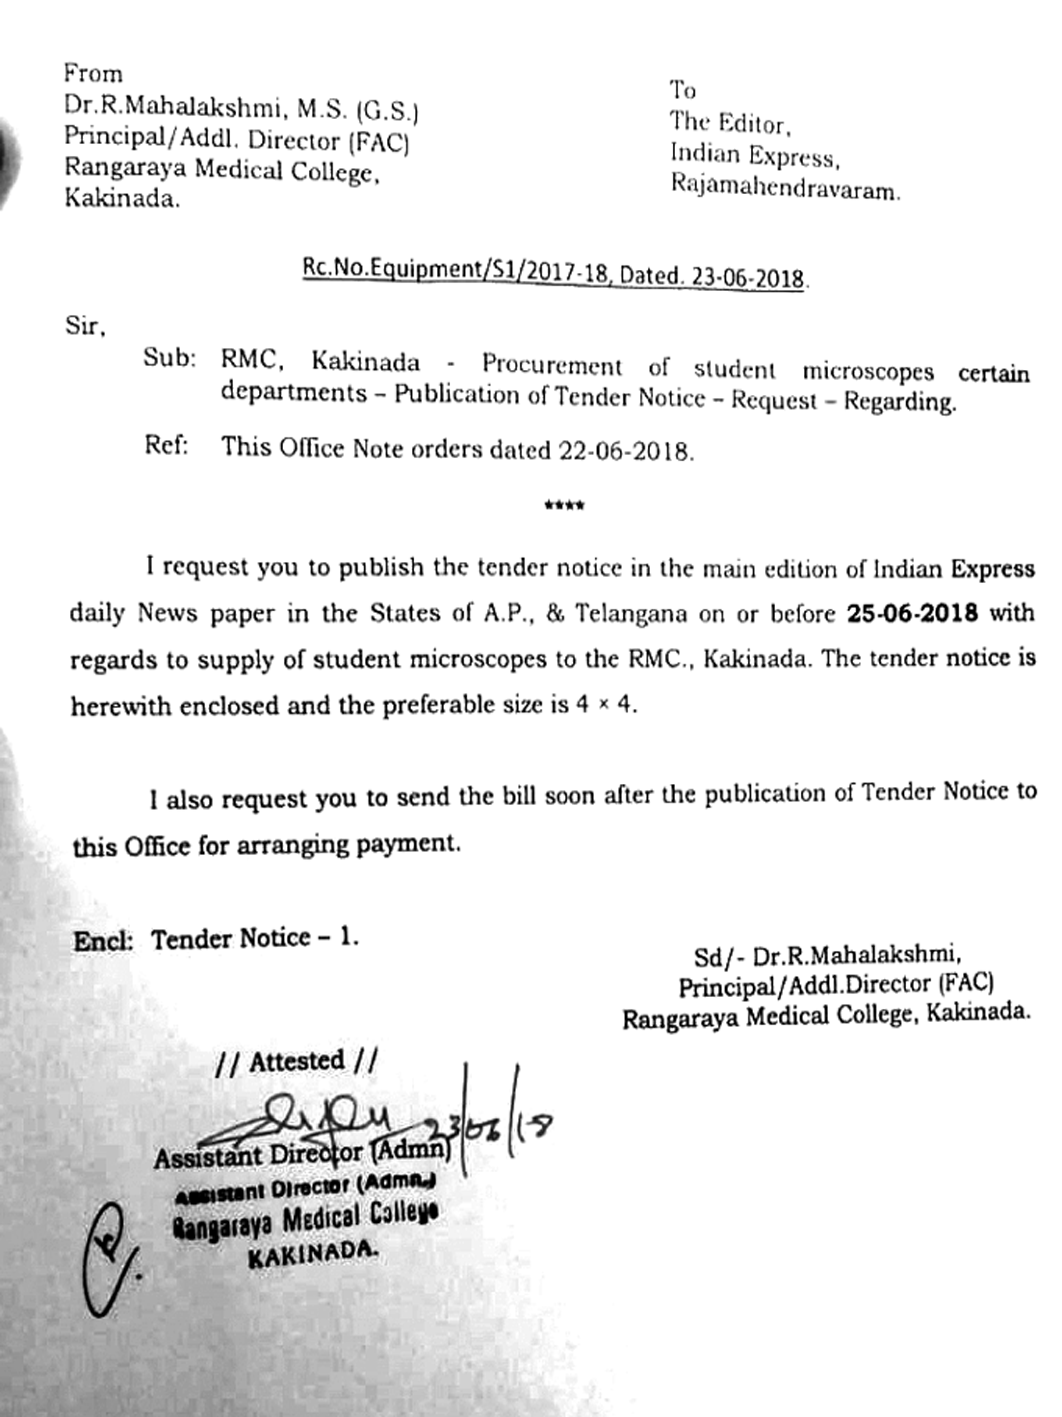 From
Dr.R.Mahalakshmi, M.S. (G.S.)
Principal/Addl. Director (FAC)
Rangaraya Medical College,
Kakinada.
To
The Editor,
Indian Express,
Rajamahendravaram.
Rc.No.Equipment/S1/2017-18, Dated. 23-06-2018.
Sir,
Sub: RMC, Kakinada - Procurement of student microscopes certain
departments – Publication of Tender Notice – Request – Regarding.
Ref: This Office Note orders dated 22-06-2018.
****
I request you to publish the tender notice in the main edition of Indian Express
daily News paper in the States of A.P., & Telangana on or before 25-06-2018 with
regards to supply of student microscopes to the RMC., Kakinada. The tender notice is
herewith enclosed and the preferable size is 4 × 4.
I also request you to send the bill soon after the publication of Tender Notice to
this Office for arranging payment.
Encl: Tender Notice – 1.
Sd/- Dr.R.Mahalakshmi,
Principal/Addl.Director (FAC)
Rangaraya Medical College, Kakinada.
// Attested //
23/06/18
Assistant Director (Admn)
Assistant Director (Admn.)
Rangaraya Medical College
KAKINADA.